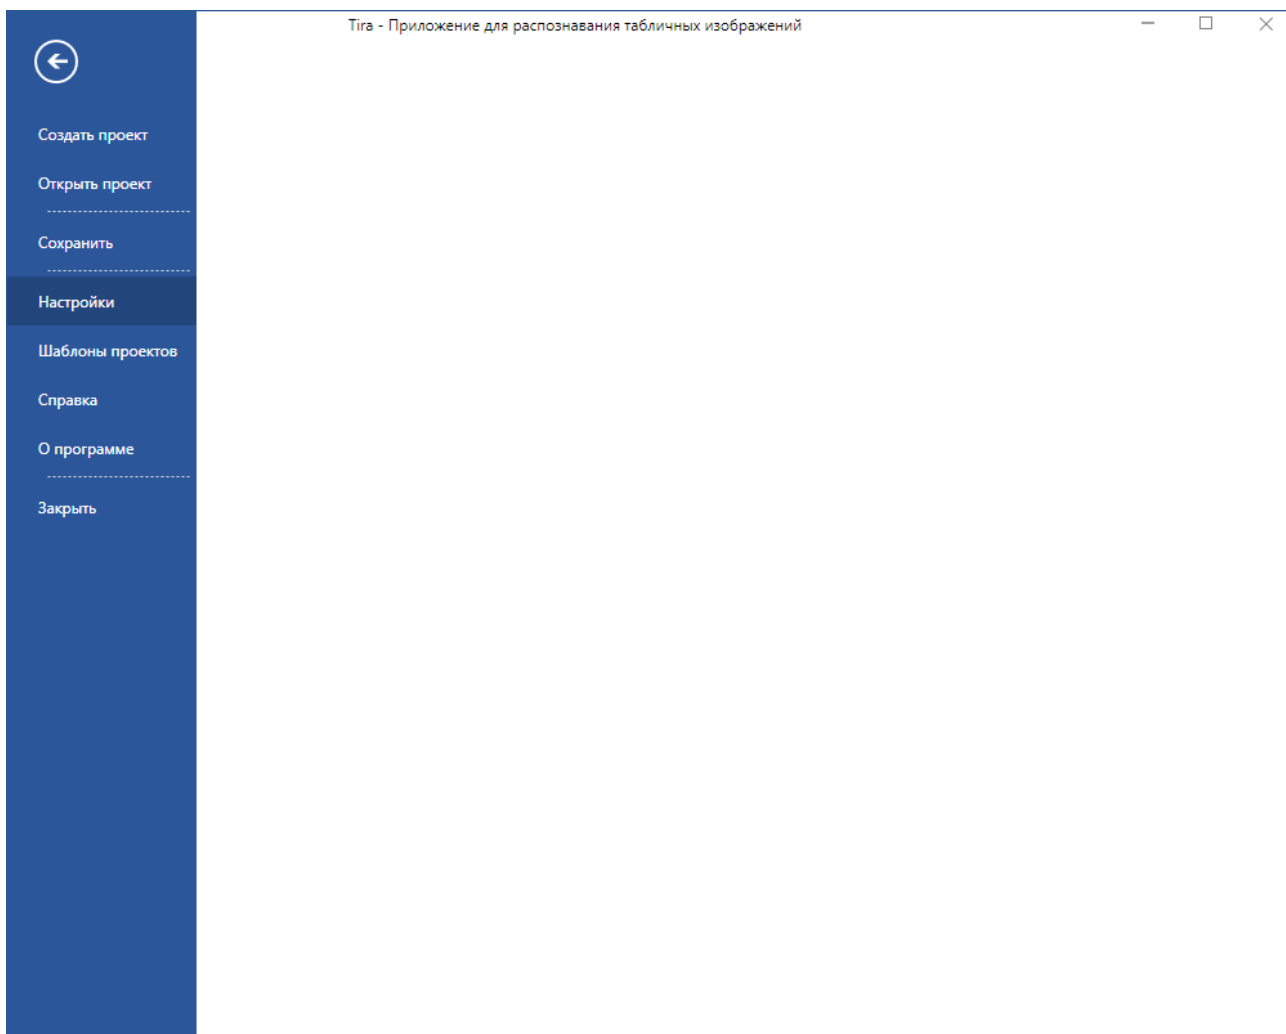 Tira - Приложение для распознавания табличных изображений
Создать проект
Открыть проект
Сохранить
Настройки
Шаблоны проектов
Справка
О программе
Закрыть